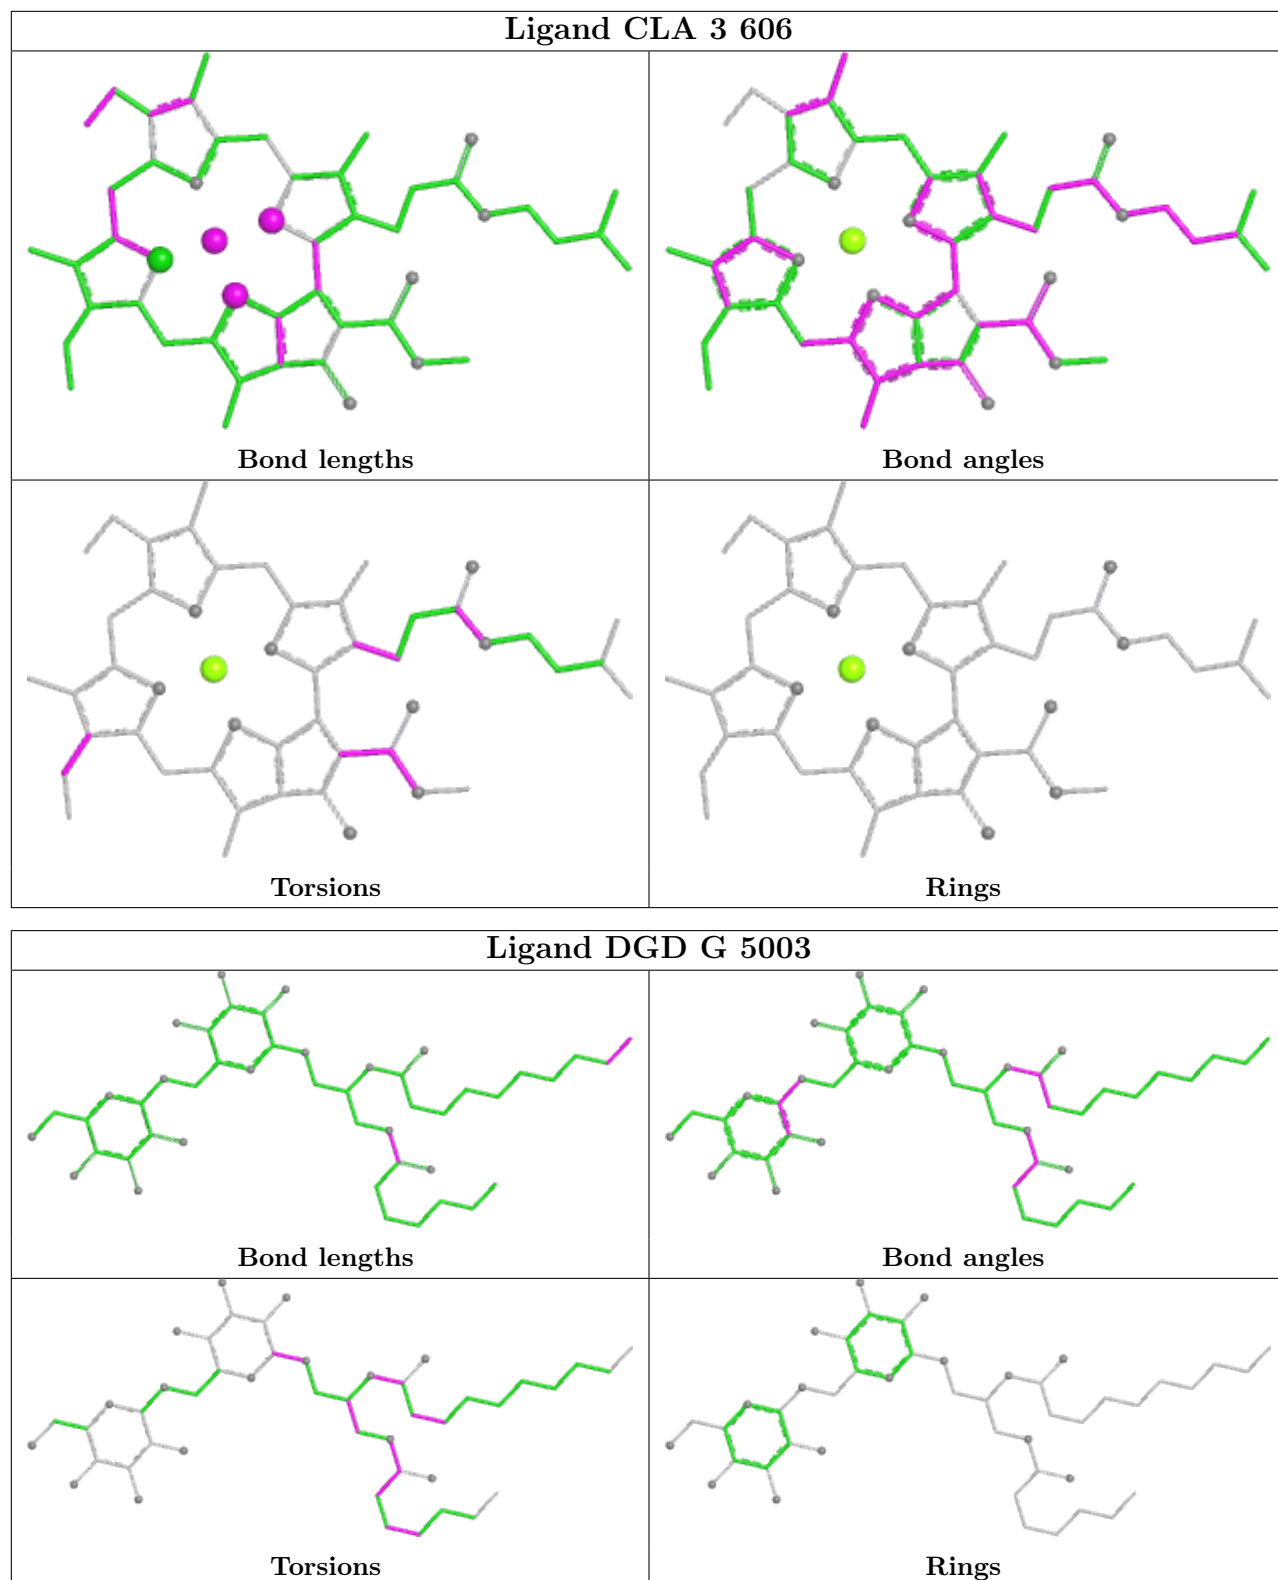 Ligand CLA 3 606
Bond lengths
Bond angles
Torsions
Rings
Ligand DGD G 5003
Bond lengths
Bond angles
Torsions
Rings